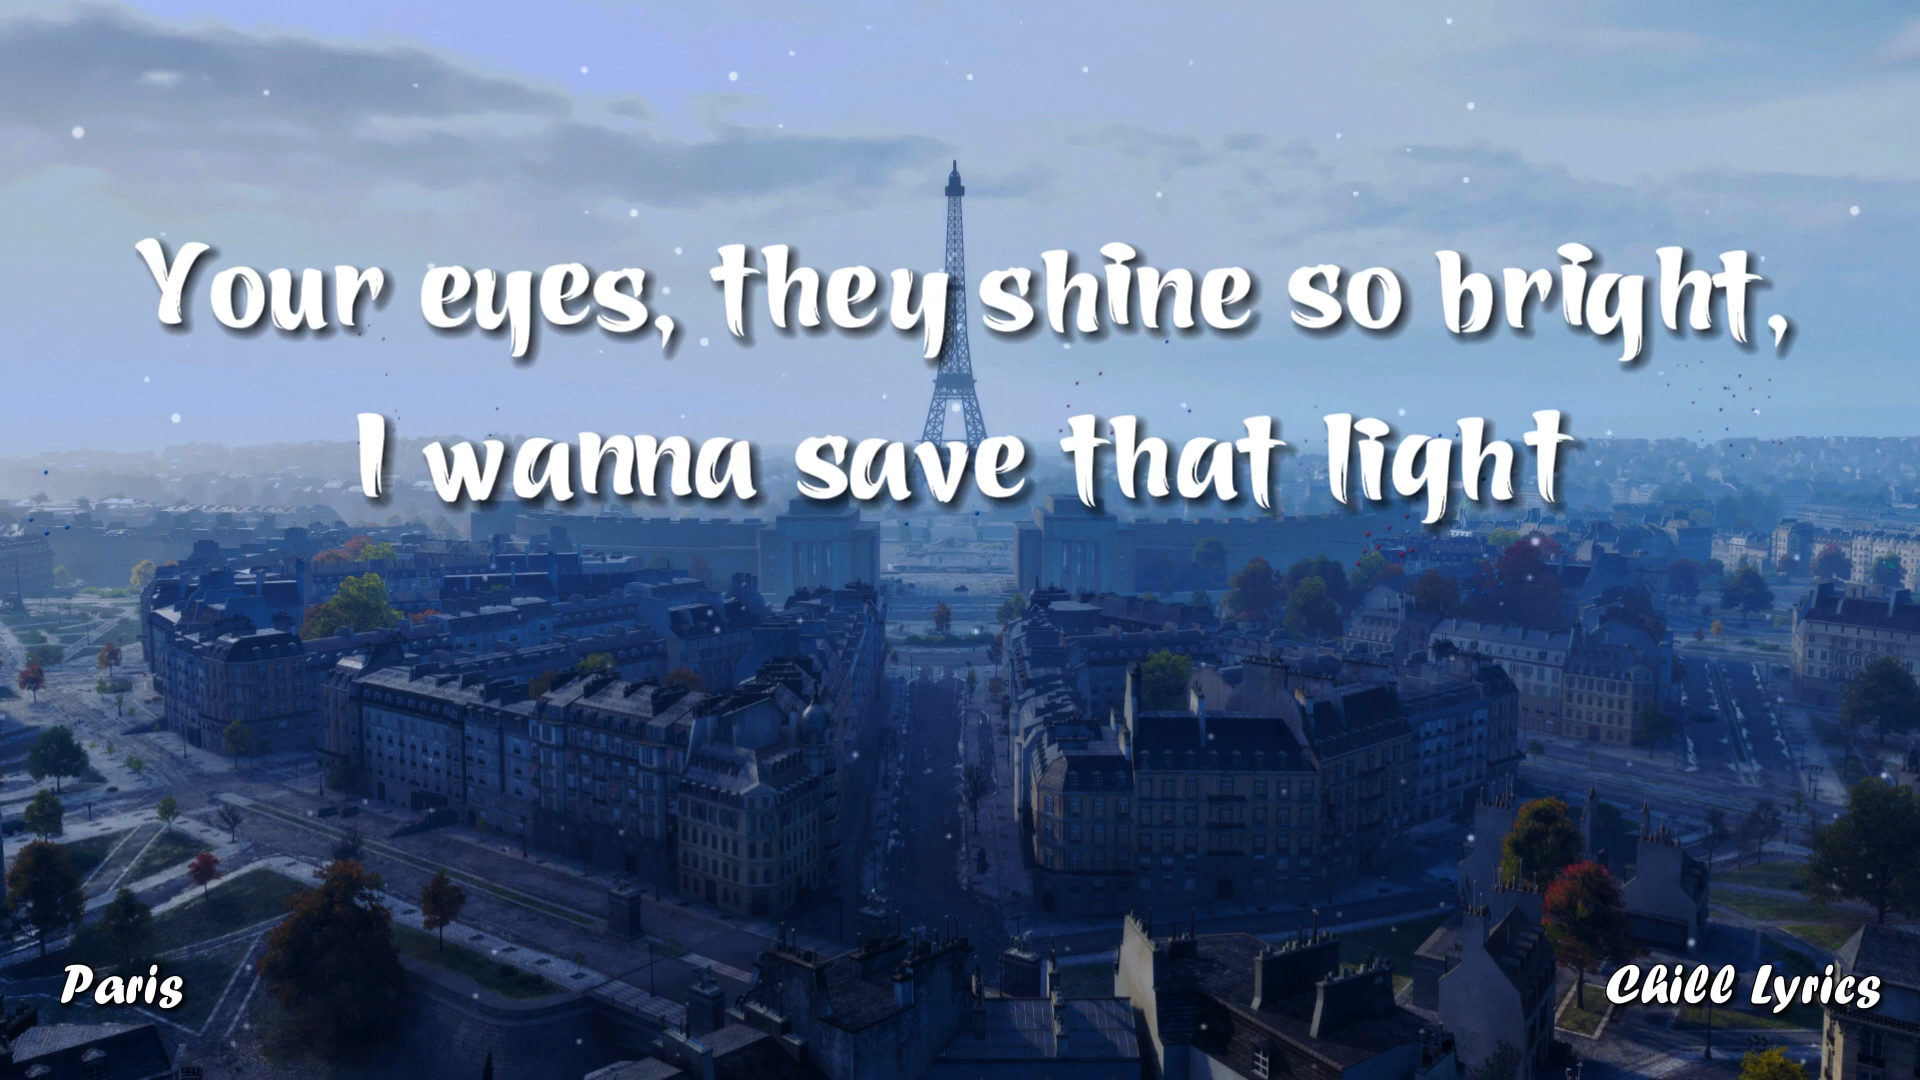 Your eyes, they shine so bright,
I wanna save that light
Paris
Chill Lyrics